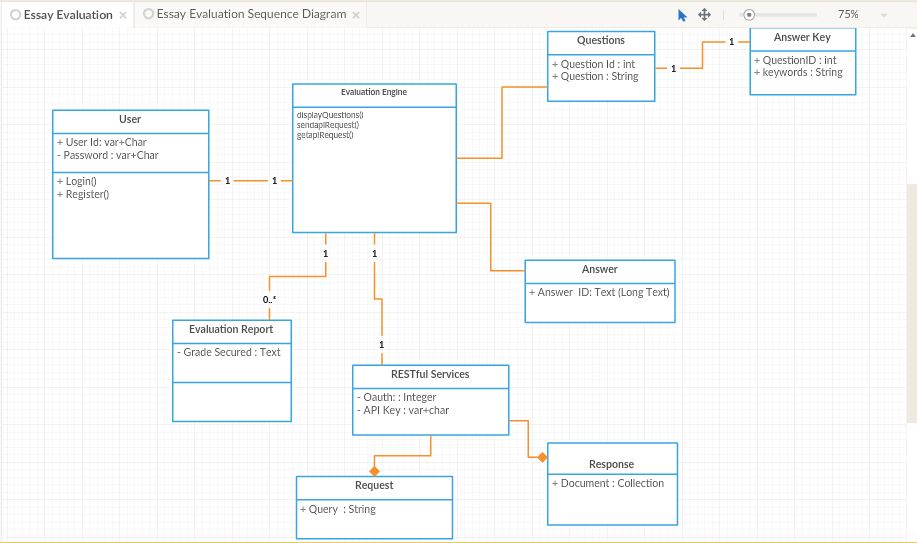 Essay Evaluation
Essay Evaluation Sequence Diagram
75%
Questions
+ Question Id : int
+ Question : String
1
1
Answer Key
+ QuestionID : int
+ keywords : String
Evaluation Engine
displayQuestions()
sendapiRequest()
getapiRequest()
User
+ User Id: var+Char
- Password : var+Char
+ Login()
+ Register()
1
1
1
1
0..*
Answer
+ Answer ID: Text (Long Text)
Evaluation Report
- Grade Secured : Text
1
RESTful Services
- Oauth: : Integer
- API Key : var+char
Response
+ Document : Collection
Request
+ Query : String